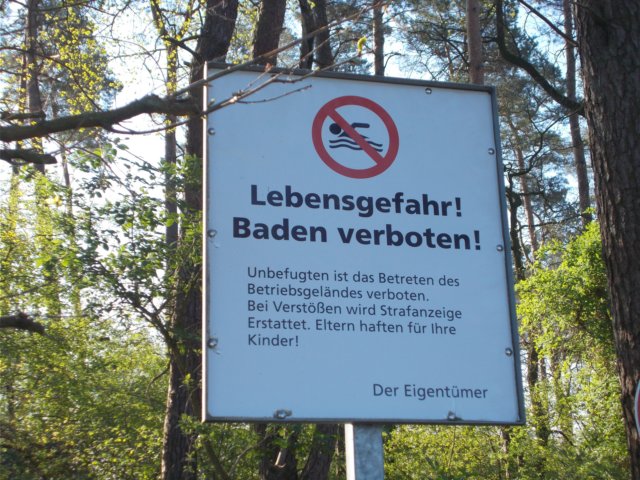 Lebensgefahr!
Baden verboten!
Unbefugten ist das Betreten des
Betriebsgeländes verboten.
Bei Verstößen wird Strafanzeige
Erstattet. Eltern haften für Ihre
Kinder!
Der Eigentümer